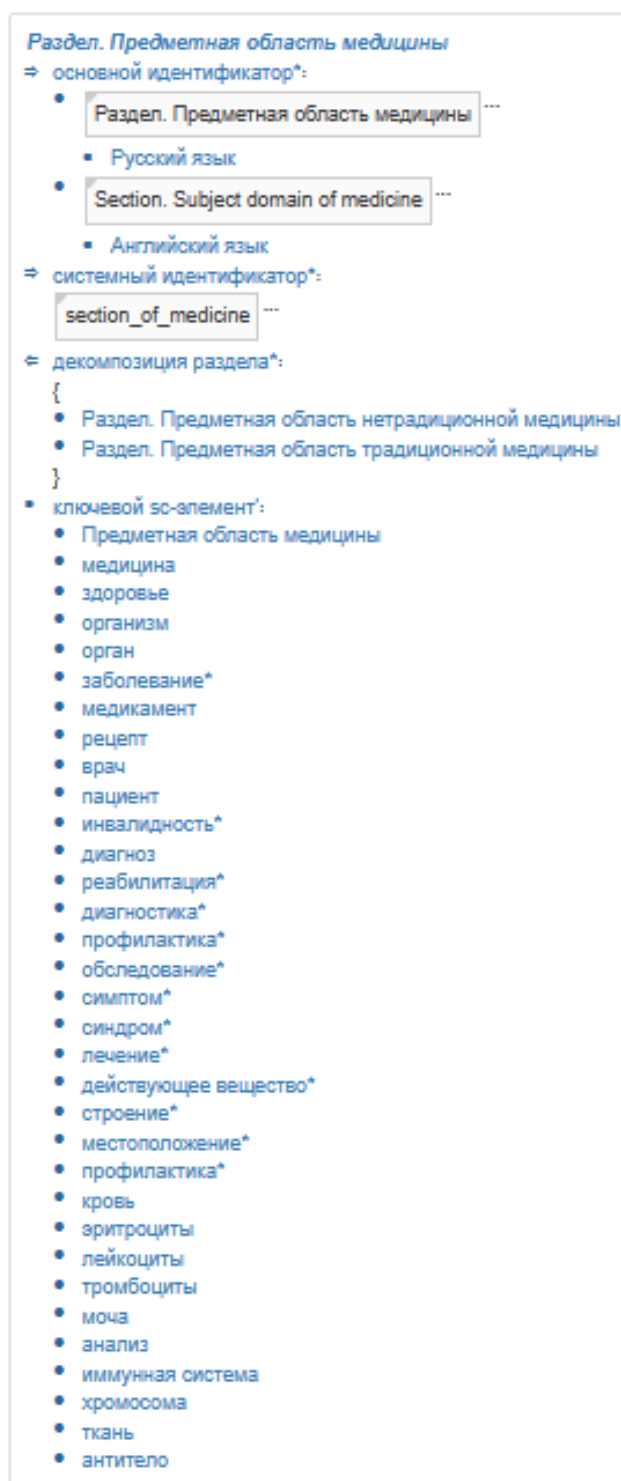 Раздел. Предметная область медицины
⇒ основной идентификатор*:
• Раздел. Предметная область медицины ...
• Русский язык
• Section. Subject domain of medicine ...
• Английский язык
⇒ системный идентификатор*:
section_of_medicine ...
⇐ декомпозиция раздела*:
{
• Раздел. Предметная область нетрадиционной медицины
• Раздел. Предметная область традиционной медицины
}
• ключевой sc-элемент':
• Предметная область медицины
• медицина
• здоровье
• организм
• орган
• заболевание*
• медикамент
• рецепт
• врач
• пациент
• инвалидность*
• диагноз
• реабилитация*
• диагностика*
• профилактика*
• обследование*
• симптом*
• синдром*
• лечение*
• действующее вещество*
• строение*
• местоположение*
• профилактика*
• кровь
• эритроциты
• лейкоциты
• тромбоциты
• моча
• анализ
• иммунная система
• хромосома
• ткань
• антитело